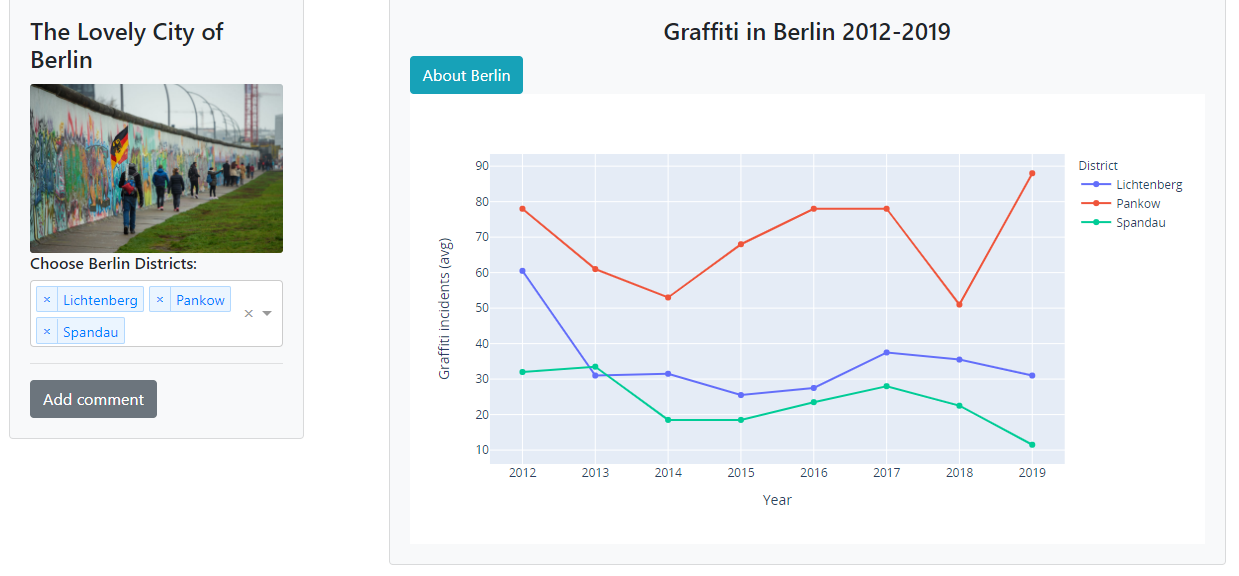 The Lovely City of
Berlin
Choose Berlin Districts:
× Lichtenberg × Pankow
× Spandau
×
Add comment
Graffiti in Berlin 2012-2019
About Berlin
90
80
70
60
50
40
30
20
10
Graffiti incidents (avg)
2012 2013 2014 2015 2016 2017 2018 2019
Year
District
Lichtenberg
Pankow
Spandau